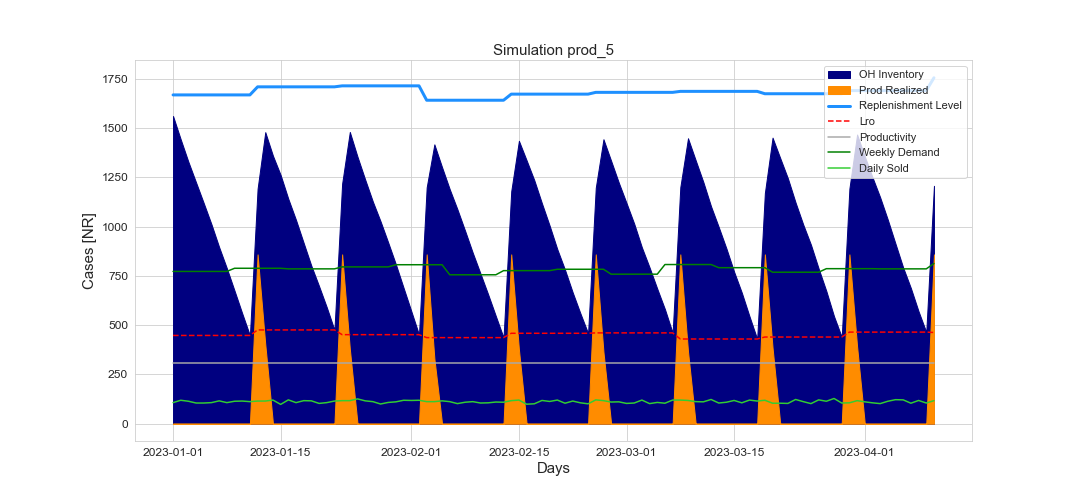 Simulation prod_5
Cases [NR]
1750
1500
1250
1000
750
500
250
0
OH Inventory
Prod Realized
Replenishment Level
Lro
Productivity
Weekly Demand
Daily Sold
2023-01-01 2023-01-15 2023-02-01 2023-02-15 2023-03-01 2023-03-15 2023-04-01
Days